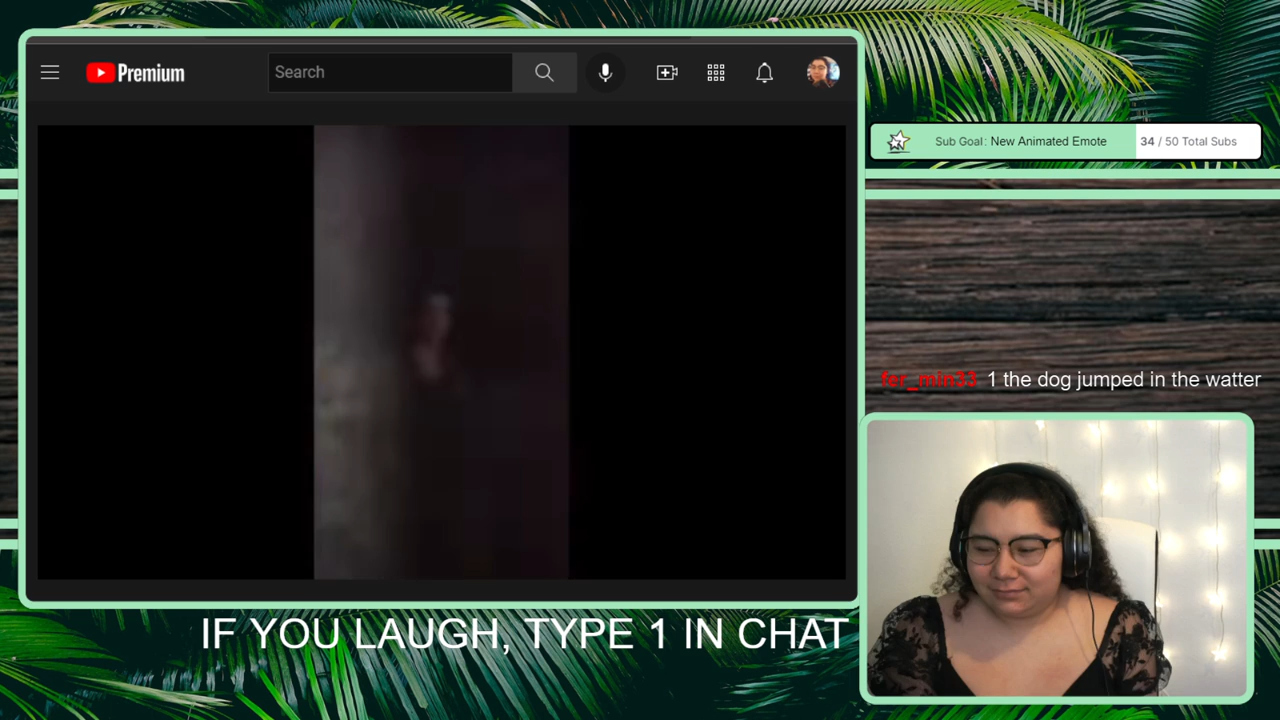 Premium
Search
Sub Goal: New Animated Emote
34 / 50 Total Subs
fer_min33 1 the dog jumped in the watter
IF YOU LAUGH, TYPE 1 IN CHAT